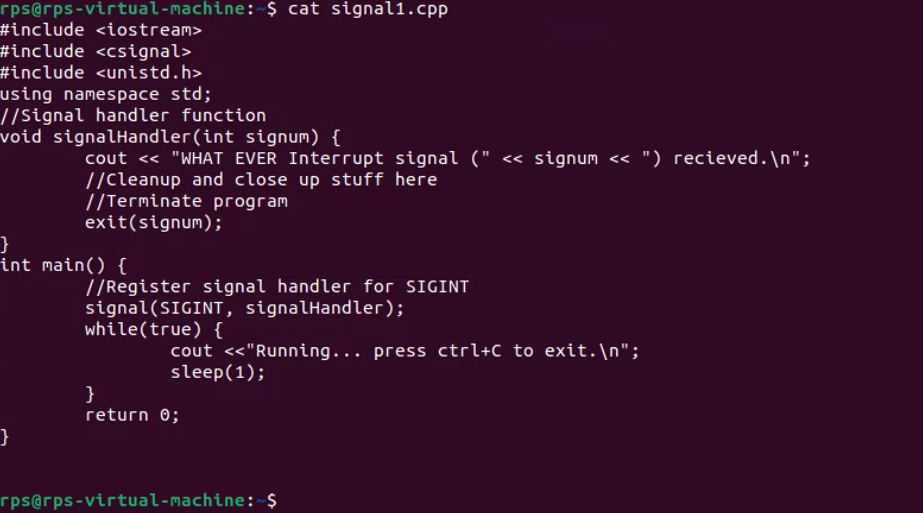 rps@rps-virtual-machine:~$ cat signal1.cpp
#include <iostream>
#include <csignal>
#include <unistd.h>
using namespace std;
//Signal handler function
void signalHandler(int signum) {
        cout << "WHAT EVER Interrupt signal (" << signum << ") recieved.\n";
        //Cleanup and close up stuff here
        //Terminate program
        exit(signum);
}
int main() {
        //Register signal handler for SIGINT
        signal(SIGINT, signalHandler);
        while(true) {
                cout <<"Running... press ctrl+C to exit.\n";
                sleep(1);
        }
        return 0;
}
rps@rps-virtual-machine:~$